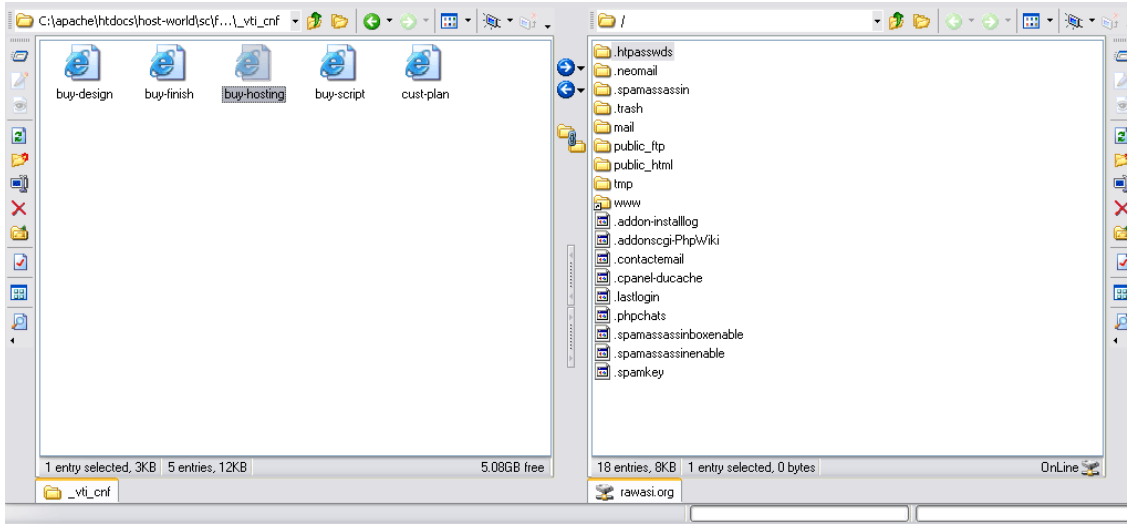 C:\apache\htdocs\host-world\sc\f...\_vti_cnf
/
buy-design
buy-finish
buy-hosting
buy-script
cust-plan
.htpasswds
.neomail
.spamassassin
.trash
mail
public_ftp
public_html
tmp
www
.addon-installlog
.addonscgi-PhpWiki
.contactemail
.cpanel-ducache
.lastlogin
.phpchats
.spamassassinboxenable
.spamassassinenable
.spamkey
1 entry selected, 3KB 5 entries, 12KB 5.08GB free
18 entries, 8KB 1 entry selected, 0 bytes OnLine
_vti_cnf
rawasi.org